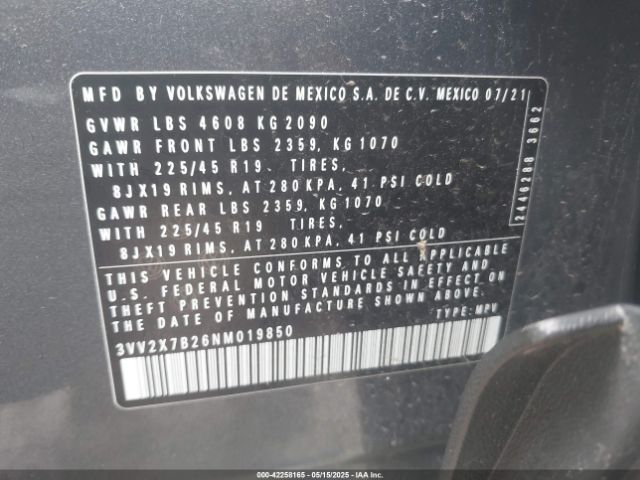 MFD BY VOLKSWAGEN DE MEXICO S.A. DE C.V. MEXICO 07/21
GVWR LBS 4608 KG 2090
GAWR FRONT LBS 2359, KG 1070
WITH 225/45 R19 TIRES,
8JX19 RIMS, AT 280 KPA, 41 PSI COLD
GAWR REAR LBS 2359, KG 1070
WITH 225/45 R19 TIRES,
8JX19 RIMS, AT 280 KPA, 41 PSI COLD
THIS VEHICLE CONFORMS TO ALL APPLICABLE
U.S. FEDERAL MOTOR VEHICLE SAFETY AND
THEFT PREVENTION STANDARDS IN EFFECT ON
THE DATE OF MANUFACTURE SHOWN ABOVE.
3VV2X7B26NM019850 TYPE: MPV
2446288 3662
000-42258165 - 05/15/2025 - IAAI.COM